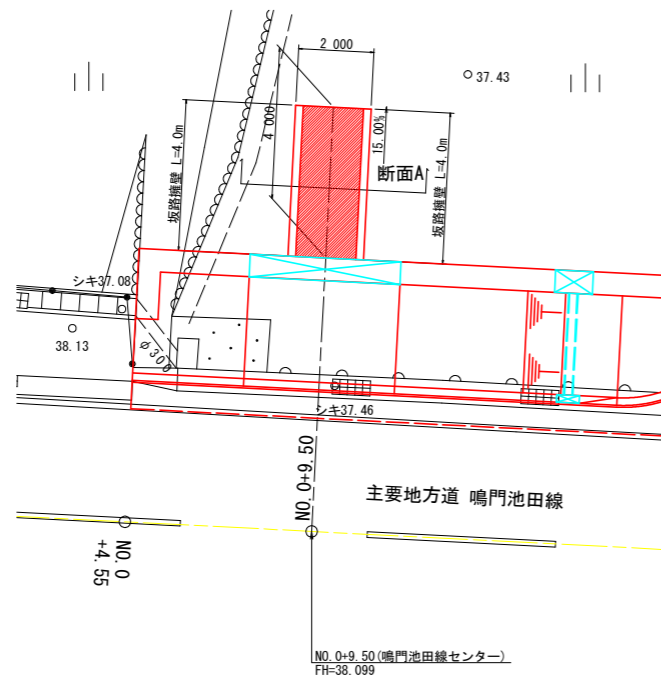 2 000
37.43
4 000
15.00%
坂路擁壁 L=4.0m
坂路擁壁 L=4.0m
断面A
シキ37.08
38.13
φ300
シキ37.46
NO.0+9.50
主要地方道 鳴門池田線
NO.0
+4.55
NO.0+9.50(鳴門池田線センター)
FH=38.099